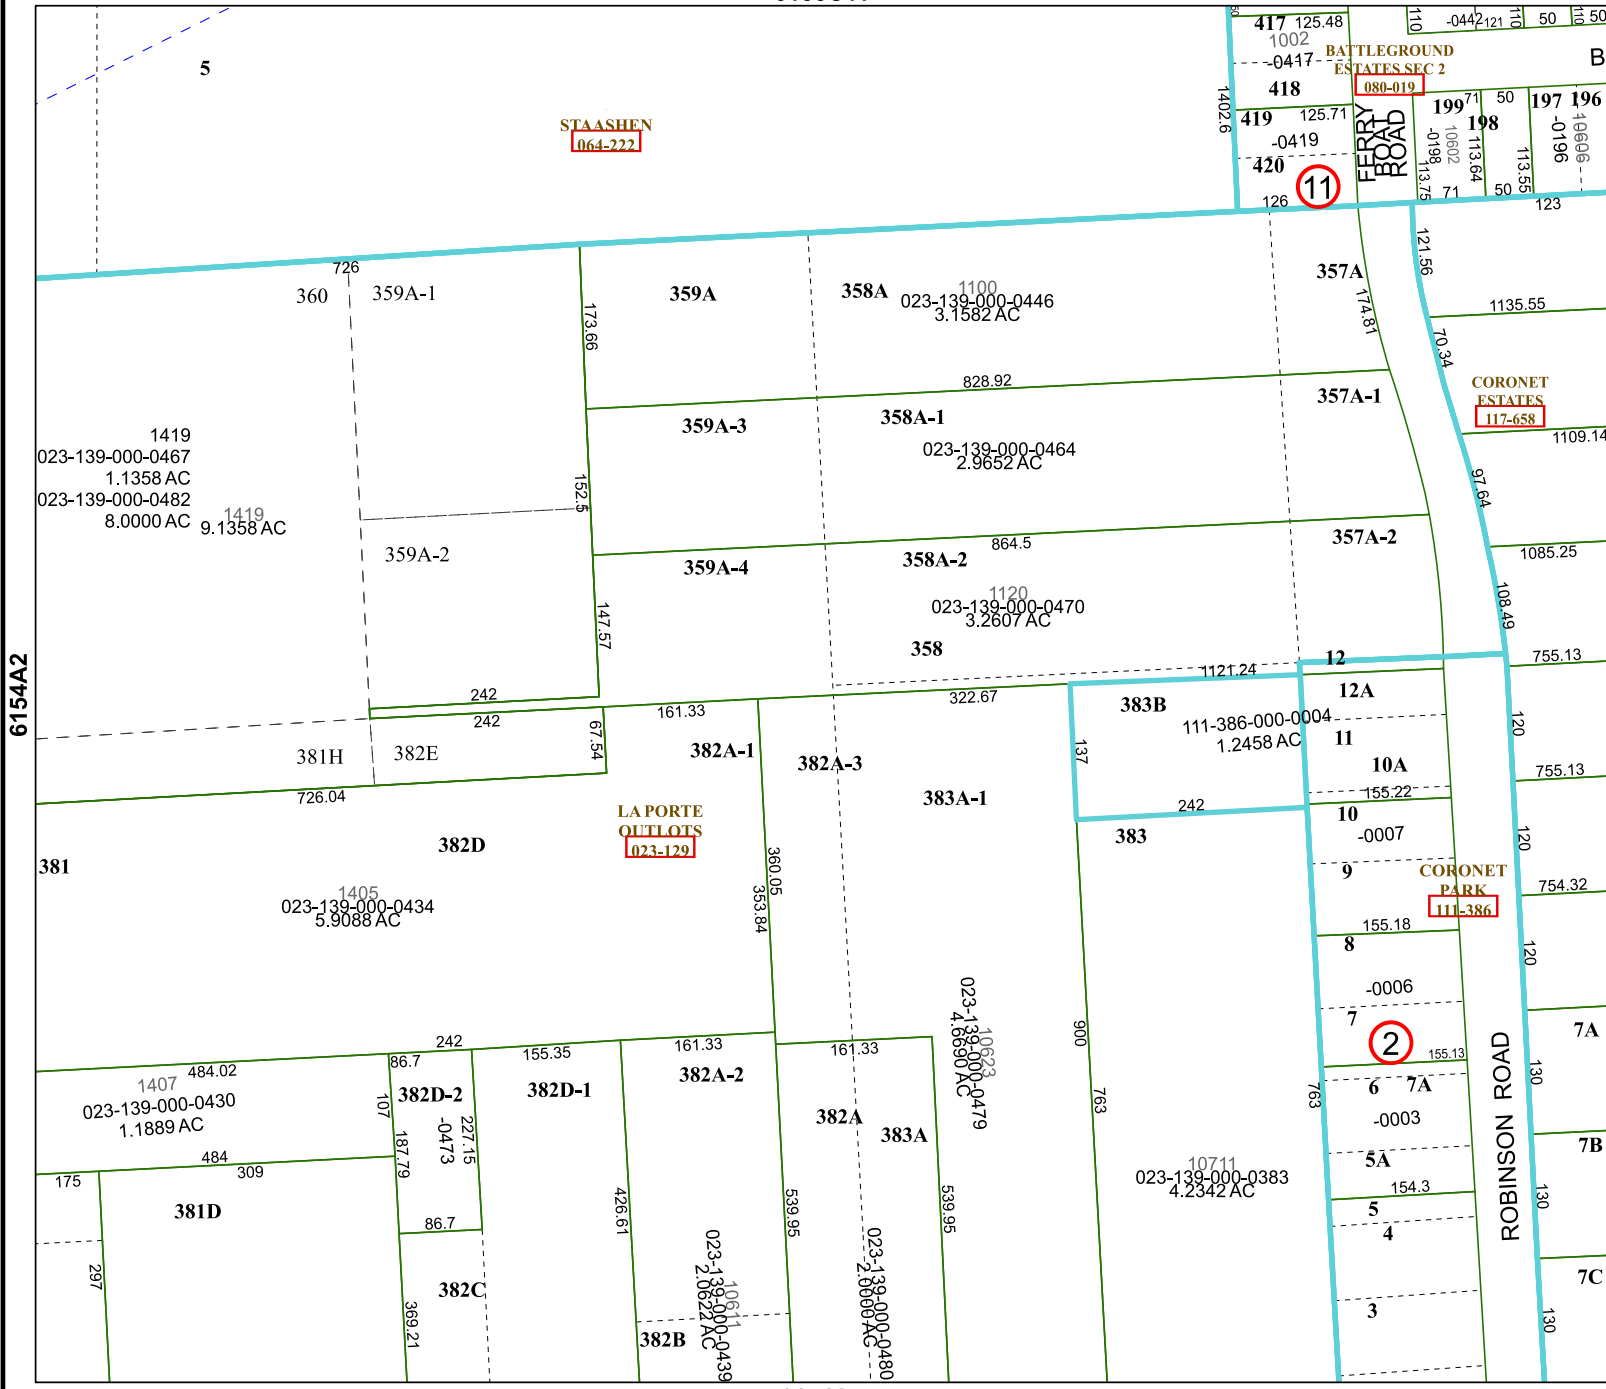 5
STAASHEN
064-222
417 125.48
1002
-0417
418
419 125.71
-0419
420
126
11
1402.6
50
BATTLEGROUND
ESTATES SEC 2
080-019
FERRY
BOAT
ROAD
110
-0442
121
110
50
110
50
B
199
71
50
197
196
198
-0198
10602
113.75
113.64
113.55
-0196
10606
71
50
123
726
360
359A-1
359A
358A
1100
023-139-000-0446
3.1582 AC
357A
174.81
121.56
1135.55
70.34
173.66
828.92
CORONET
ESTATES
117-658
357A-1
359A-3
358A-1
023-139-000-0464
2.9652 AC
1109.14
1419
023-139-000-0467
1.1358 AC
023-139-000-0482
8.0000 AC
1419
9.1358 AC
152.5
97.64
864.5
357A-2
359A-2
359A-4
358A-2
1085.25
1120
023-139-000-0470
3.2607 AC
147.57
108.49
358
12
755.13
6154A2
1121.24
242
322.67
242
161.33
67.54
383B
12A
111-386-000-0004
1.2458 AC
11
120
381H
382E
382A-1
382A-3
137
10A
755.13
726.04
383A-1
242
155.22
LA PORTE
OUTLOTS
023-129
10
-0007
383
120
381
382D
360.05
353.84
9
CORONET
PARK
111-386
1405
023-139-000-0434
5.9088 AC
754.32
155.18
8
120
-0006
7
10623
023-139-000-0479
4.6690 AC
900
2
7A
242
155.35
161.33
161.33
155.13
484.02
86.7
1407
023-139-000-0430
1.1889 AC
107
382D-2
-0473
227.15
382D-1
382A-2
6
7A
130
763
763
-0003
382A
383A
ROBINSON ROAD
7B
484
309
175
187.79
5A
10711
023-139-000-0383
4.2342 AC
154.3
130
381D
86.7
426.61
539.95
539.95
5
4
297
382C
369.21
10611
023-139-000-0439
2.0622 AC
023-139-000-0480
2.0000 AC
7C
3
130
382B